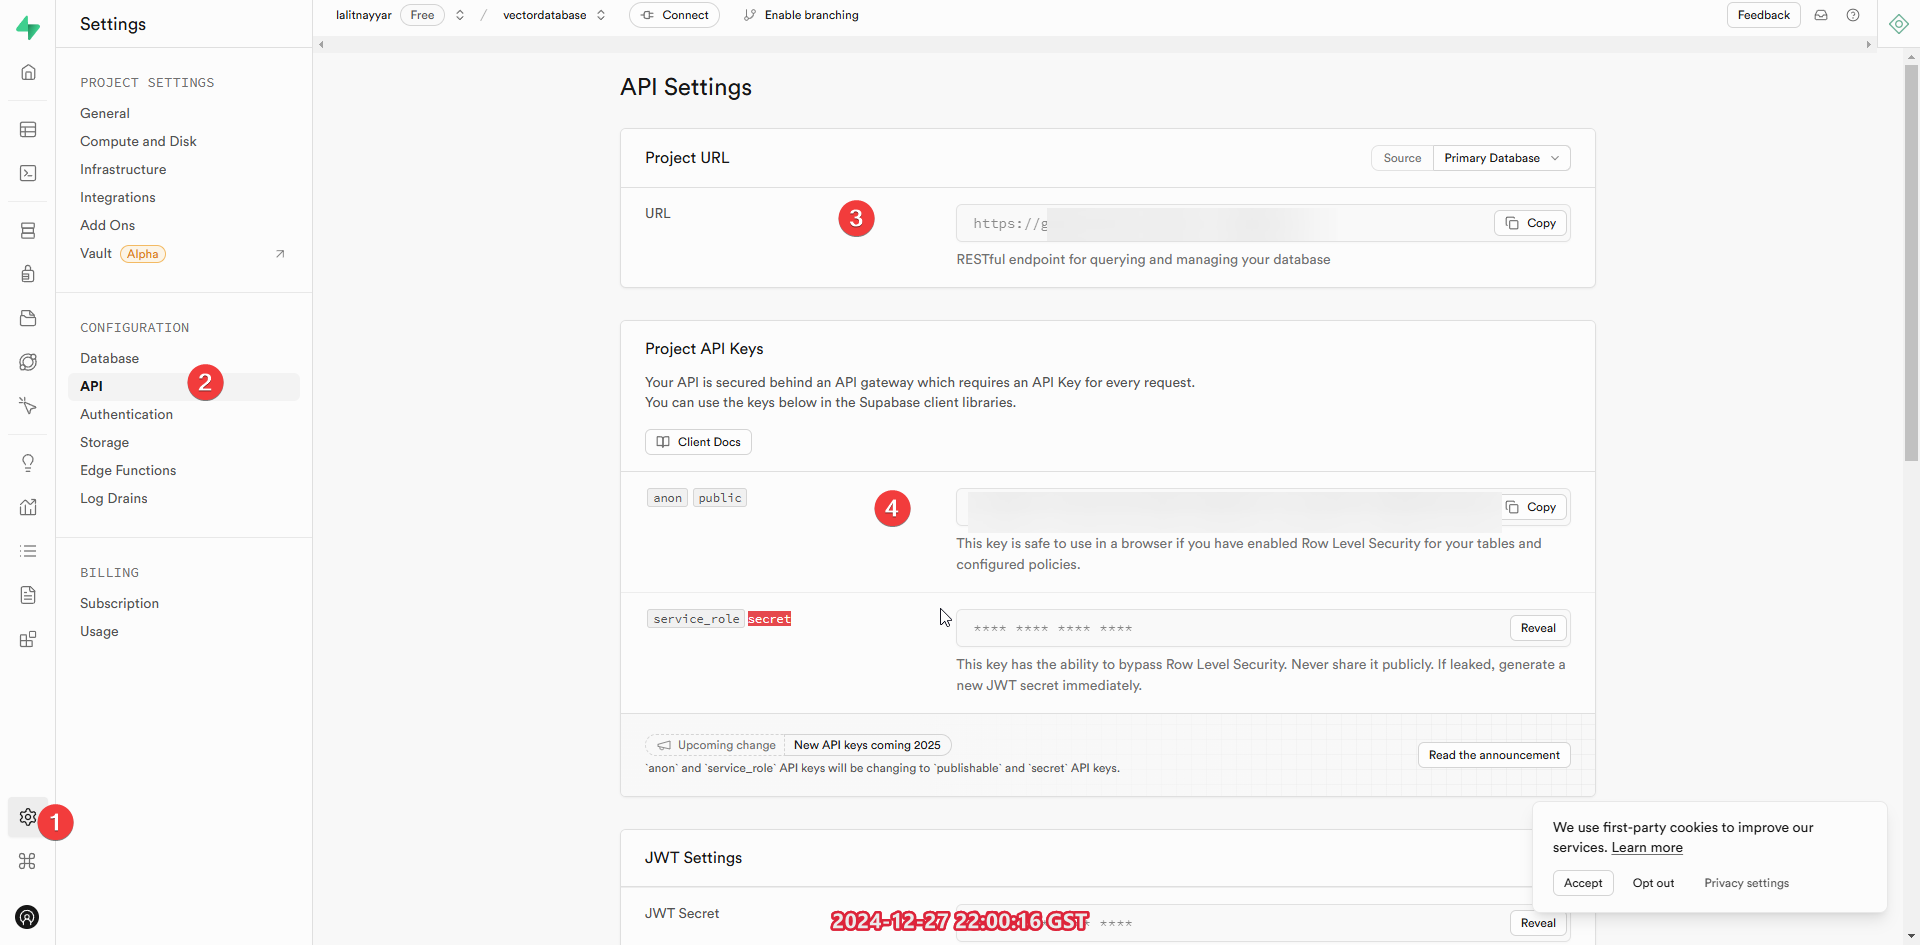 Settings
lalitnayyar Free / vectordatabase Connect Enable branching Feedback
PROJECT SETTINGS
General
Compute and Disk
Infrastructure
Integrations
Add Ons
Vault Alpha
CONFIGURATION
Database
API 2
Authentication
Storage
Edge Functions
Log Drains
BILLING
Subscription
Usage
1
API Settings
Project URL Source Primary Database
URL 3 https://g Copy
RESTful endpoint for querying and managing your database
Project API Keys
Your API is secured behind an API gateway which requires an API Key for every request.
You can use the keys below in the Supabase client libraries.
Client Docs
anon public 4 Copy
This key is safe to use in a browser if you have enabled Row Level Security for your tables and
configured policies.
service_role secret **** **** **** **** Reveal
This key has the ability to bypass Row Level Security. Never share it publicly. If leaked, generate a
new JWT secret immediately.
Upcoming change New API keys coming 2025
`anon` and `service_role` API keys will be changing to `publishable` and `secret` API keys.
Read the announcement
JWT Settings
JWT Secret **** Reveal
2024-12-27 22:00:16 GST
We use first-party cookies to improve our
services. Learn more
Accept Opt out Privacy settings